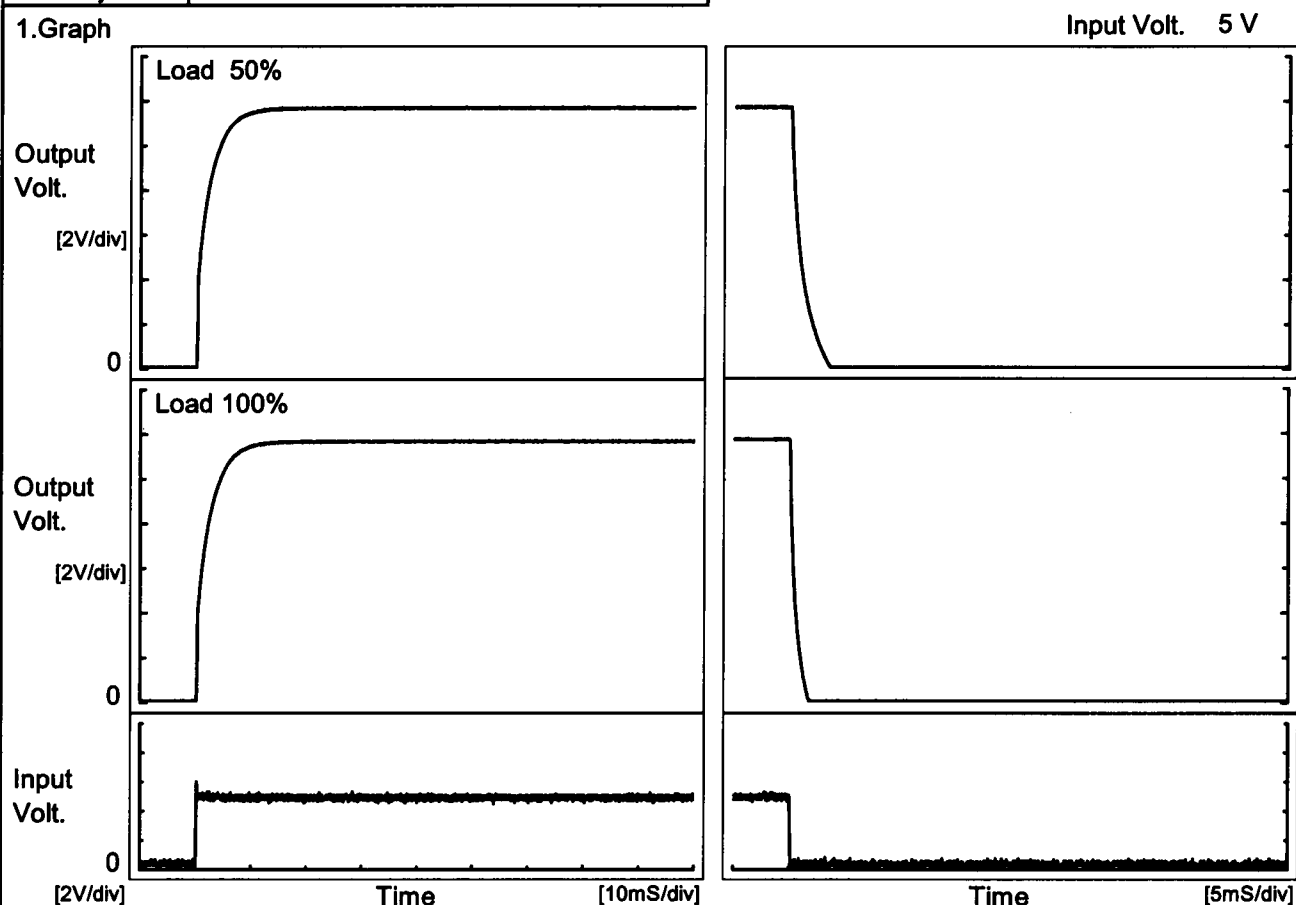 1.Graph
Input Volt. 5 V
Load 50%
Output
Volt.
[2V/div]
0
Load 100%
Output
Volt.
[2V/div]
0
Input
Volt.
0
[2V/div]
Time
[10mS/div]
Time
[5mS/div]